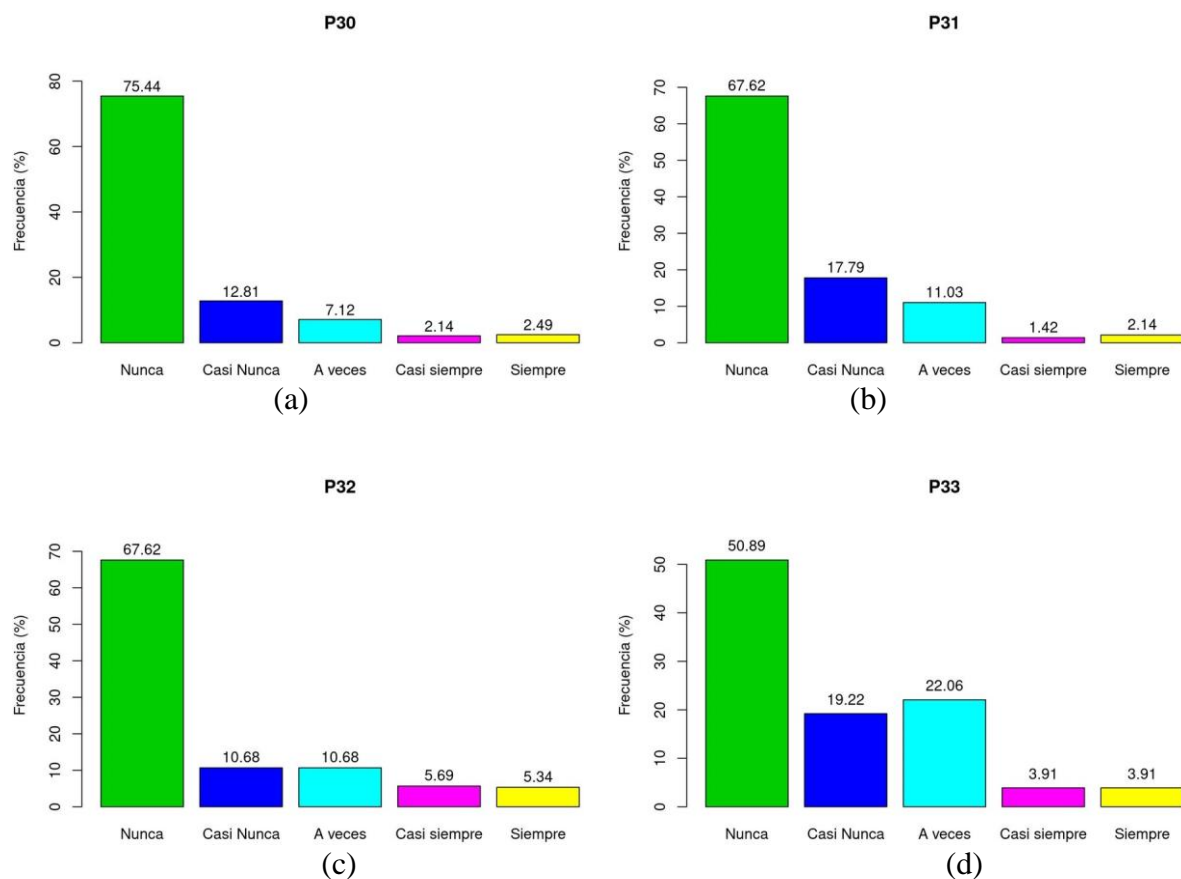 P30
Frecuencia (%)
80
60
40
20
0
75.44
12.81
7.12
2.14
2.49
Nunca
Casi Nunca
A veces
Casi siempre
Siempre
(a)
P31
Frecuencia (%)
70
60
50
40
30
20
10
0
67.62
17.79
11.03
1.42
2.14
Nunca
Casi Nunca
A veces
Casi siempre
Siempre
(b)
P32
Frecuencia (%)
70
60
50
40
30
20
10
0
67.62
10.68
10.68
5.69
5.34
Nunca
Casi Nunca
A veces
Casi siempre
Siempre
(c)
P33
Frecuencia (%)
50
40
30
20
10
0
50.89
19.22
22.06
3.91
3.91
Nunca
Casi Nunca
A veces
Casi siempre
Siempre
(d)